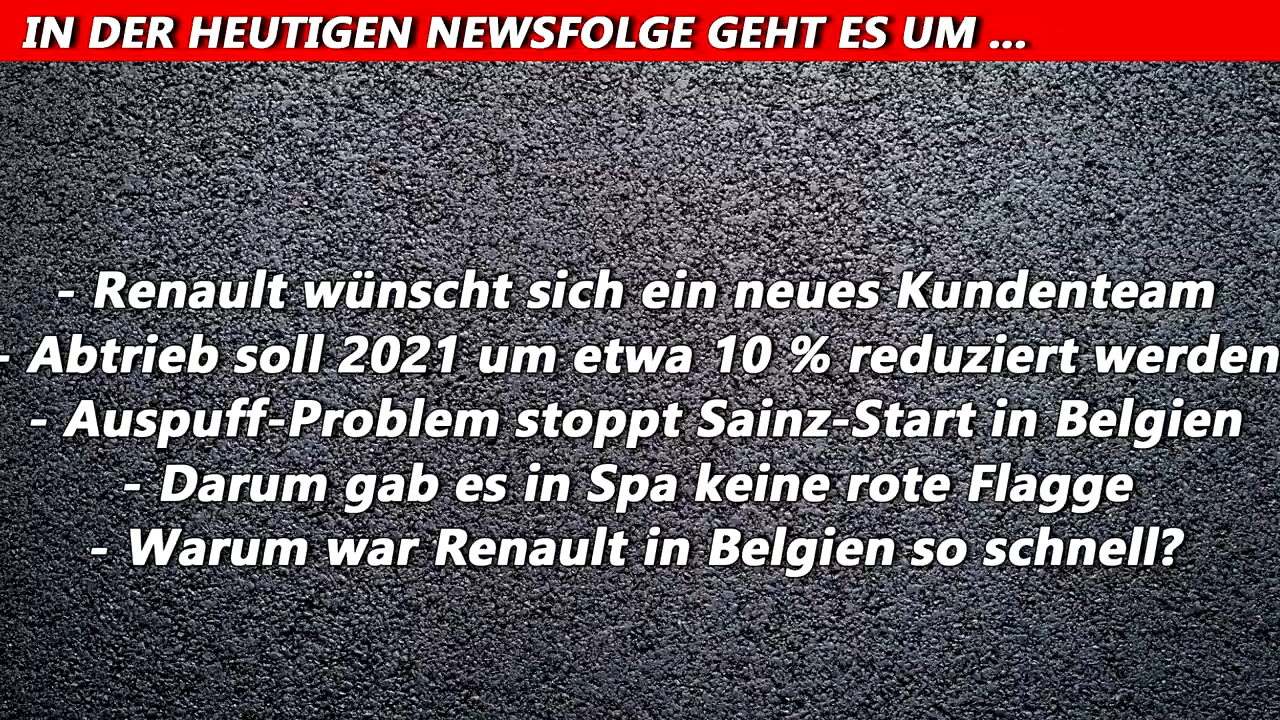 IN DER HEUTIGEN NEWSFOLGE GEHT ES UM ...
- Renault wünscht sich ein neues Kundenteam
- Abtrieb soll 2021 um etwa 10 % reduziert werden
- Auspuff-Problem stoppt Sainz-Start in Belgien
- Darum gab es in Spa keine rote Flagge
- Warum war Renault in Belgien so schnell?